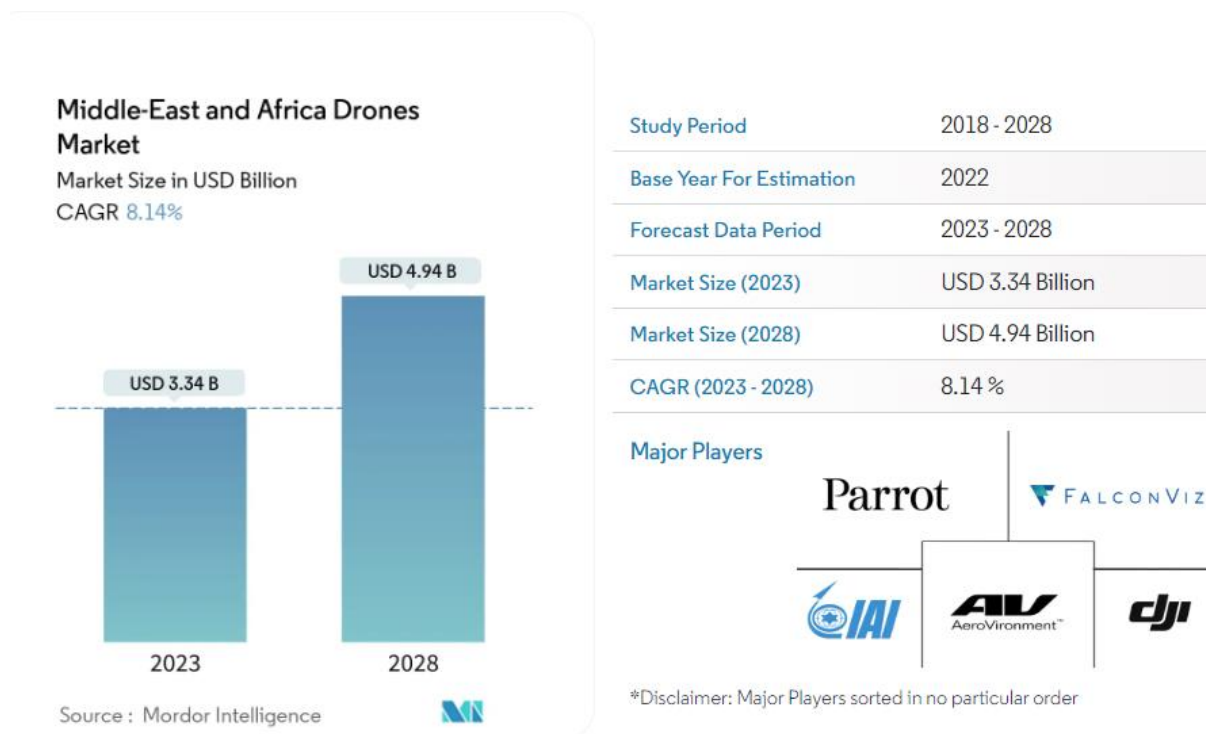 Middle-East and Africa Drones
Market
Market Size in USD Billion
CAGR 8.14%
USD 4.94 B
USD 3.34 B
2023
2028
Source : Mordor Intelligence
Study Period 2018 - 2028
Base Year For Estimation 2022
Forecast Data Period 2023 - 2028
Market Size (2023) USD 3.34 Billion
Market Size (2028) USD 4.94 Billion
CAGR (2023 - 2028) 8.14 %
Major Players
Parrot
FALCONVIZ
IAI
AV
AeroVironment™
dji
*Disclaimer: Major Players sorted in no particular order